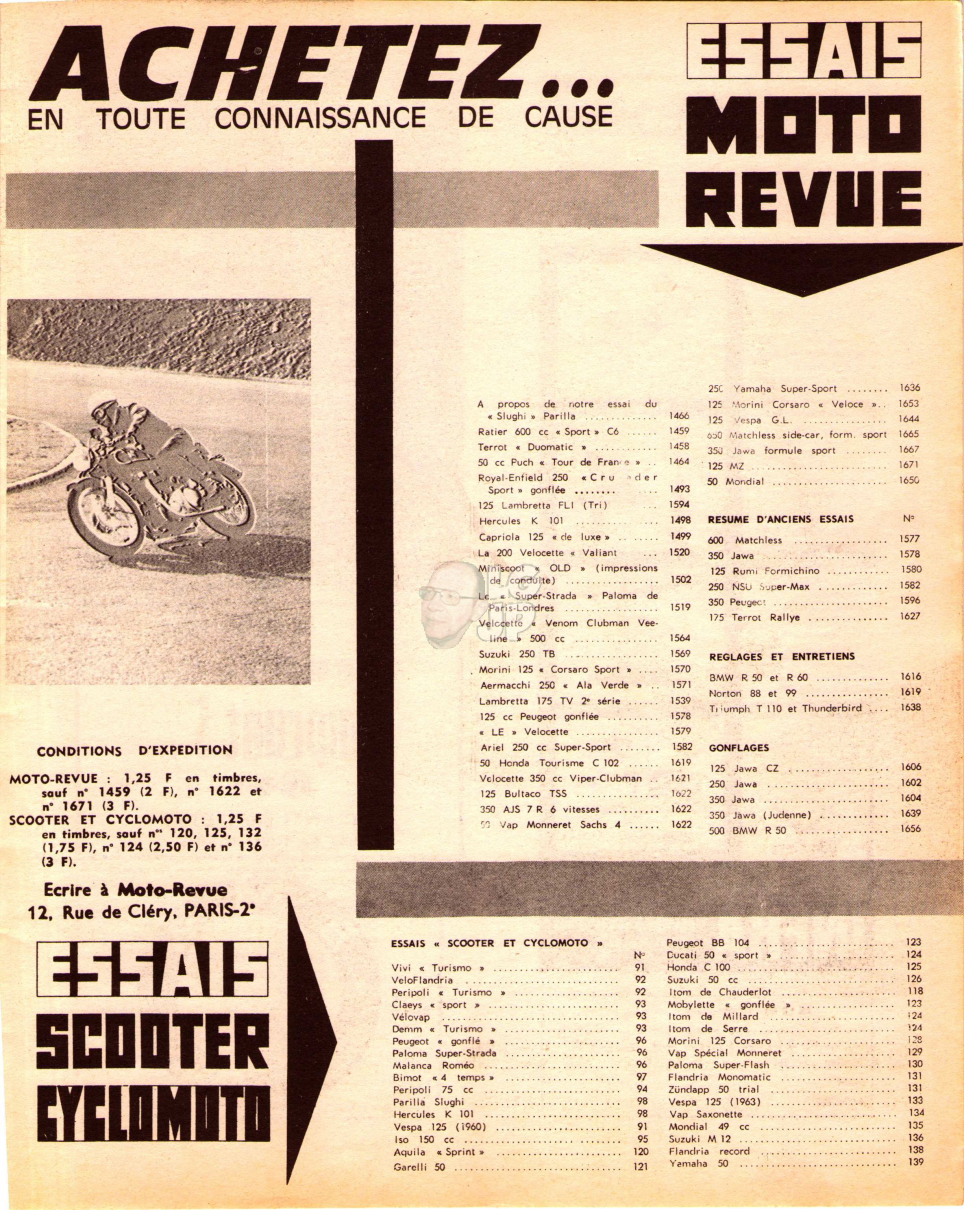 ACHETEZ...
EN TOUTE CONNAISSANCE DE CAUSE
ESSAIS
MOTO
REVUE
A propos de notre essai du
« Slughi » Parilla .............. 1466
Ratier 600 cc « Sport » C6 ...... 1459
Terrot « Duomatic » ............ 1458
50 cc Puch « Tour de France » .. 1464
Royal-Enfield 250 « Cru der
Sport » gonflée ........ ... 1493
125 Lambretta FLI (Tri) ....... 1594
Hercules K 101 .............. 1498
Capriola 125 « de luxe » .. ...... 1499
La 200 Velocette « Valiant ... 1520
Miniscoot « OLD » (impressions
de conduite) .............. 1502
Le « Super-Strada » Paloma de
Paris-Londres .............. 1519
Velocette « Venom Clubman Vee-
line » 500 cc .............. 1564
Suzuki 250 TB .............. 1569
Morini 125 « Corsaro Sport » .... 1570
Aermacchi 250 « Ala Verde » .. 1571
Lambretta 175 TV 2e série ...... 1539
125 cc Peugeot gonflée ........ 1578
« LE » Velocette .............. 1579
Ariel 250 cc Super-Sport ........ 1582
50 Honda Tourisme C 102 ...... 1619
Velocette 350 cc Viper-Clubman .. 1621
125 Bultaco TSS .............. 1622
350 AJS 7 R 6 vitesses ........ 1622
50 Vap Monneret Sachs 4 ...... 1622
250 Yamaha Super-Sport ........ 1636
125 Morini Corsaro « Veloce ».. 1653
125 Vespa G.L. ................ 1644
650 Matchless side-car, form. sport 1665
350 Jawa formule sport ........ 1667
125 MZ ...................... 1671
50 Mondial .................. 1650
RESUME D'ANCIENS ESSAIS N°
600 Matchless ................ 1577
350 Jawa .................... 1578
125 Rumi Formichino ............ 1580
250 NSU Super-Max ............ 1582
350 Peugeot .................. 1596
175 Terrot Rallye .............. 1627
REGLAGES ET ENTRETIENS
BMW R 50 et R 60 ............ 1616
Norton 88 et 99 .............. 1619
Triumph T 110 et Thunderbird .... 1638
GONFLAGES
125 Jawa CZ ................ 1606
250 Jawa .................... 1602
350 Jawa .................... 1604
350 Jawa (Judenne) ............ 1639
500 BMW R 50 ................ 1656
CONDITIONS D'EXPEDITION
MOTO-REVUE : 1,25 F en timbres,
sauf n° 1459 (2 F), n° 1622 et
n° 1671 (3 F).
SCOOTER ET CYCLOMOTO : 1,25 F
en timbres, sauf nos 120, 125, 132
(1,75 F), n° 124 (2,50 F) et n° 136
(3 F).
Ecrire à Moto-Revue
12, Rue de Cléry, PARIS-2e
ESSAIS
SCOOTER
CYCLOMOTO
ESSAIS « SCOOTER ET CYCLOMOTO »
N°
Vivi « Turismo » ........................ 91
VeloFlandria ........................ 92
Peripoli « Turismo » .................... 92
Claeys « sport » ........................ 93
Vélovap ............................ 93
Demm « Turismo » ........................ 93
Peugeot « gonflé » ...................... 96
Paloma Super-Strada .................... 96
Malanca Roméo ........................ 96
Bimot « 4 temps » ...................... 97
Peripoli 75 cc ........................ 94
Parilla Slughi ........................ 98
Hercules K 101 ........................ 98
Vespa 125 (1960) ...................... 91
Iso 150 cc ............................ 95
Aquila « Sprint » ...................... 120
Garelli 50 ............................ 121
Peugeot BB 104 ........................ 123
Ducati 50 « sport » .................... 124
Honda C 100 .......................... 125
Suzuki 50 cc .......................... 126
Itom de Chauderlot .................... 118
Mobylette « gonflée » .................. 123
Itom de Millard ........................ 124
Itom de Serre ........................ 124
Morini 125 Corsaro .................... 128
Vap Spécial Monneret .................. 129
Paloma Super-Flash .................... 130
Flandria Monomatic .................... 131
Zündapp 50 trial ...................... 131
Vespa 125 (1963) ...................... 133
Vap Saxonette ........................ 134
Mondial 49 cc ........................ 135
Suzuki M 12 .......................... 136
Flandria record ........................ 138
Yamaha 50 ............................ 139